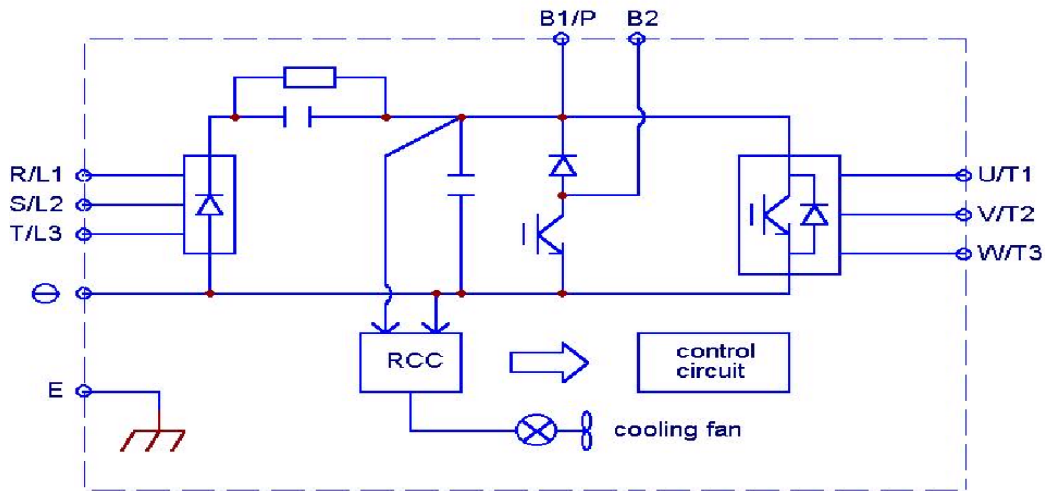 B1/P B2
R/L1
S/L2
T/L3
U/T1
V/T2
W/T3
⊖
E
RCC
control
circuit
cooling fan